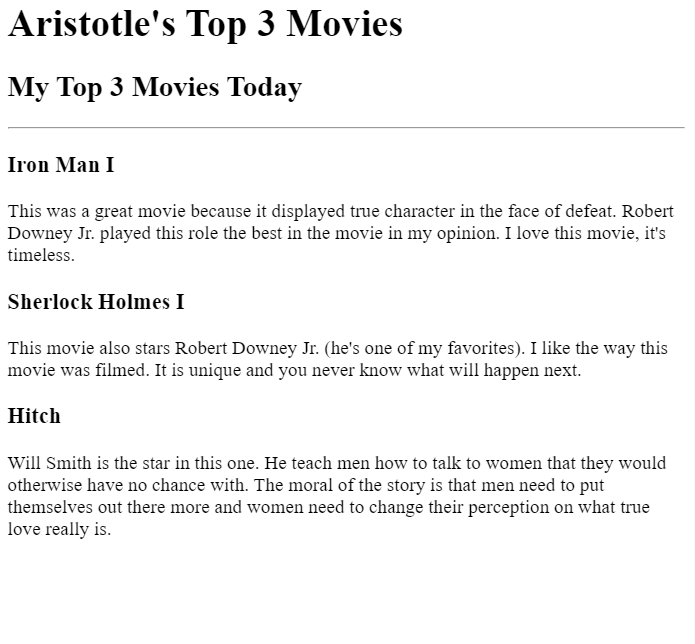 Aristotle's Top 3 Movies
My Top 3 Movies Today
Iron Man I
This was a great movie because it displayed true character in the face of defeat. Robert
Downey Jr. played this role the best in the movie in my opinion. I love this movie, it's
timeless.
Sherlock Holmes I
This movie also stars Robert Downey Jr. (he's one of my favorites). I like the way this
movie was filmed. It is unique and you never know what will happen next.
Hitch
Will Smith is the star in this one. He teach men how to talk to women that they would
otherwise have no chance with. The moral of the story is that men need to put
themselves out there more and women need to change their perception on what true
love really is.